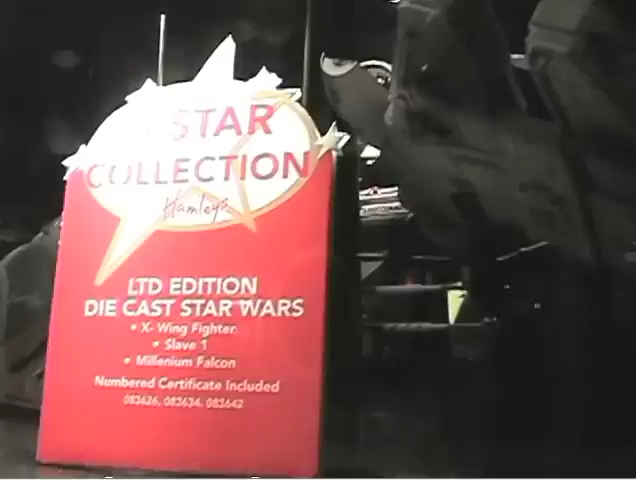 STAR
COLLECTION
Hamleys
LTD EDITION
DIE CAST STAR WARS
• X- Wing Fighter.
• Slave 1
• Millenium Falcon
Numbered Certificate Included
083626, 083634, 083642